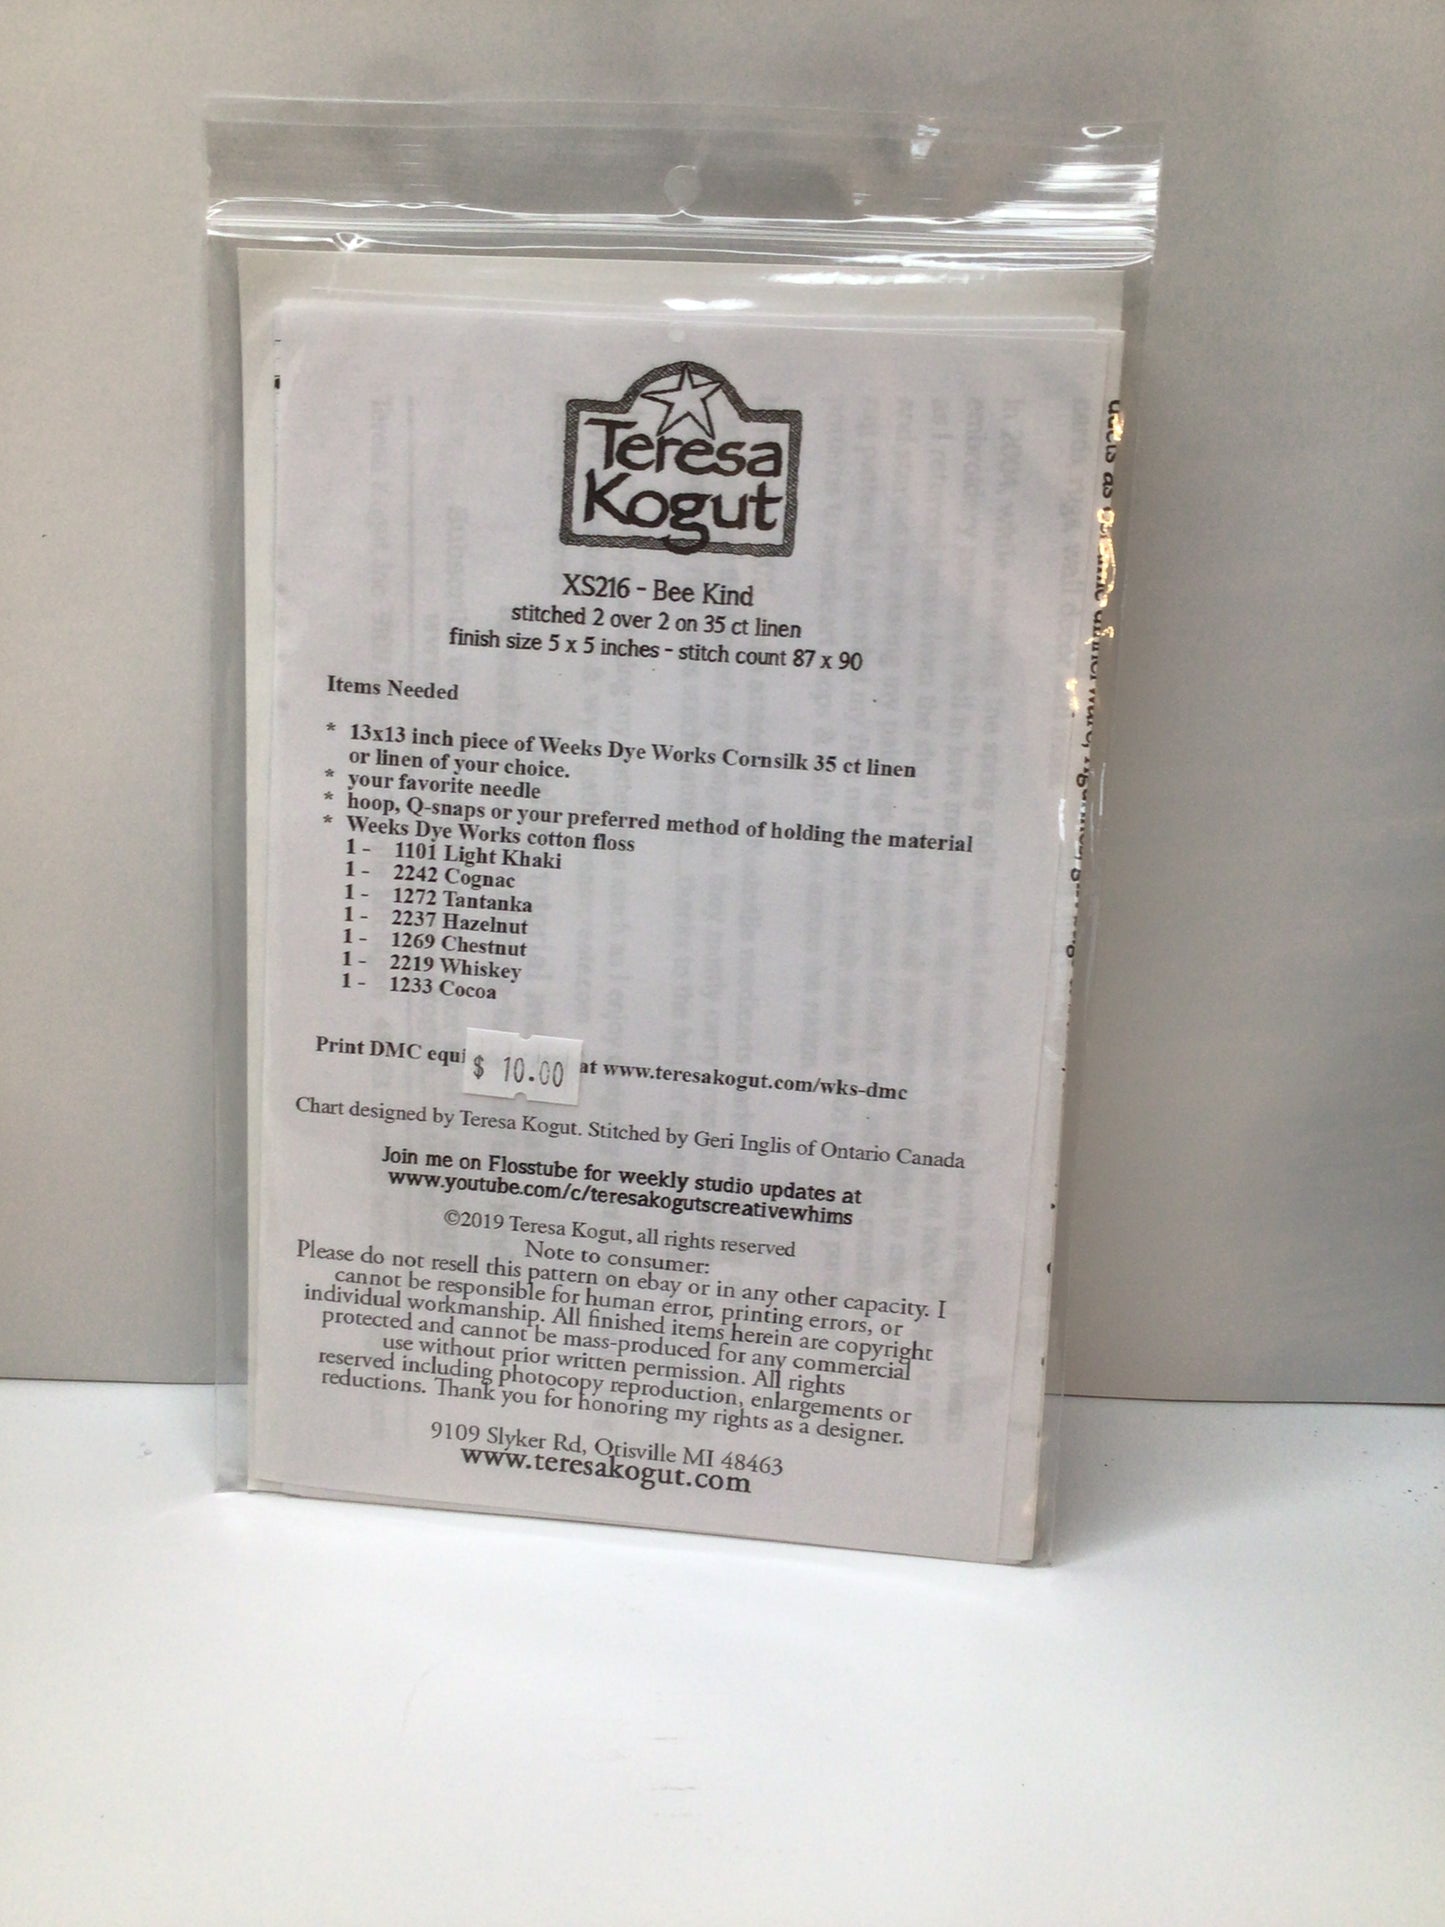 Teresa
Kogut
XS216 - Bee Kind
stitched 2 over 2 on 35 ct linen
finish size 5 x 5 inches - stitch count 87 x 90
Items Needed
* 13x13 inch piece of Weeks Dye Works Cornsilk 35 ct linen
or linen of your choice.
* your favorite needle
* hoop, Q-snaps or your preferred method of holding the material
* Weeks Dye Works cotton floss
1 - 1101 Light Khaki
1 - 2242 Cognac
1 - 1272 Tantanka
1 - 2237 Hazelnut
1 - 1269 Chestnut
1 - 2219 Whiskey
1 - 1233 Cocoa
Print DMC equi at www.teresakogut.com/wks-dmc
$ 10.00
Chart designed by Teresa Kogut. Stitched by Geri Inglis of Ontario Canada
Join me on Flosstube for weekly studio updates at
www.youtube.com/c/teresakogutscreativewhims
©2019 Teresa Kogut, all rights reserved
Note to consumer:
Please do not resell this pattern on ebay or in any other capacity. I
cannot be responsible for human error, printing errors, or
individual workmanship. All finished items herein are copyright
protected and cannot be mass-produced for any commercial
use without prior written permission. All rights
reserved including photocopy reproduction, enlargements or
reductions. Thank you for honoring my rights as a designer.
9109 Slyker Rd, Otisville MI 48463
www.teresakogut.com